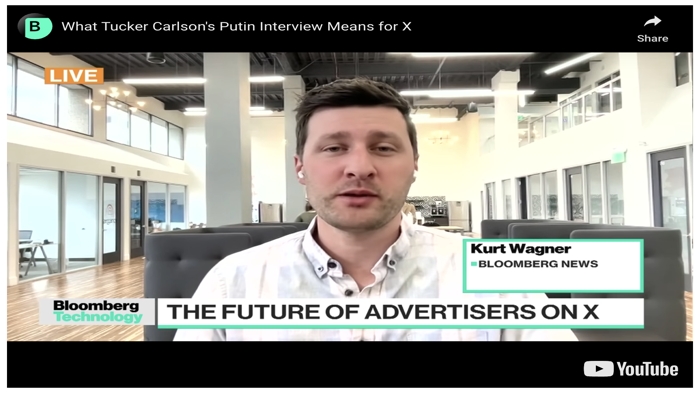 B
What Tucker Carlson's Putin Interview Means for X
Share
LIVE
Kurt Wagner
BLOOMBERG NEWS
Bloomberg
Technology
THE FUTURE OF ADVERTISERS ON X
YouTube